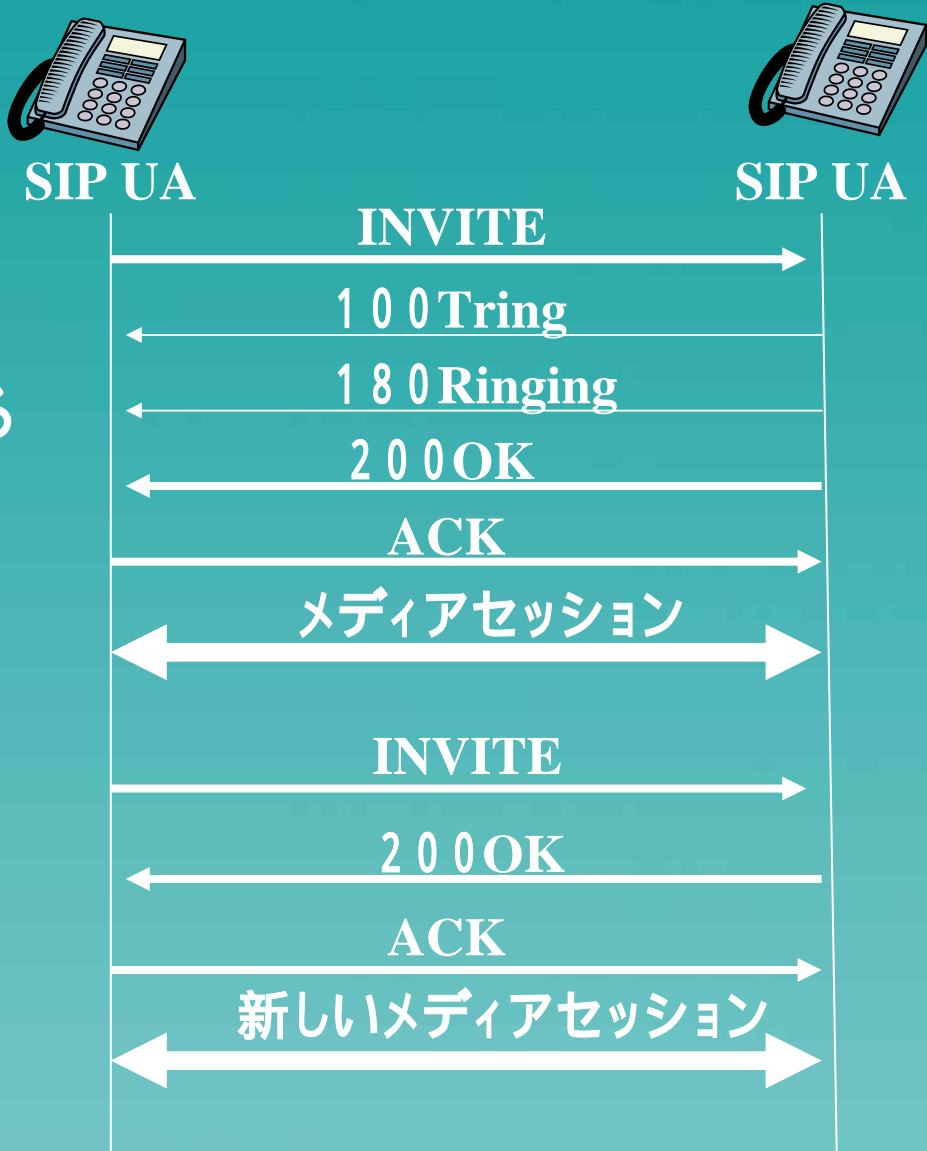 SIP UA
SIP UA
INVITE
１００Tring
１８０Ringing
２００OK
ACK
メディアセッション
INVITE
２００OK
ACK
新しいメディアセッション